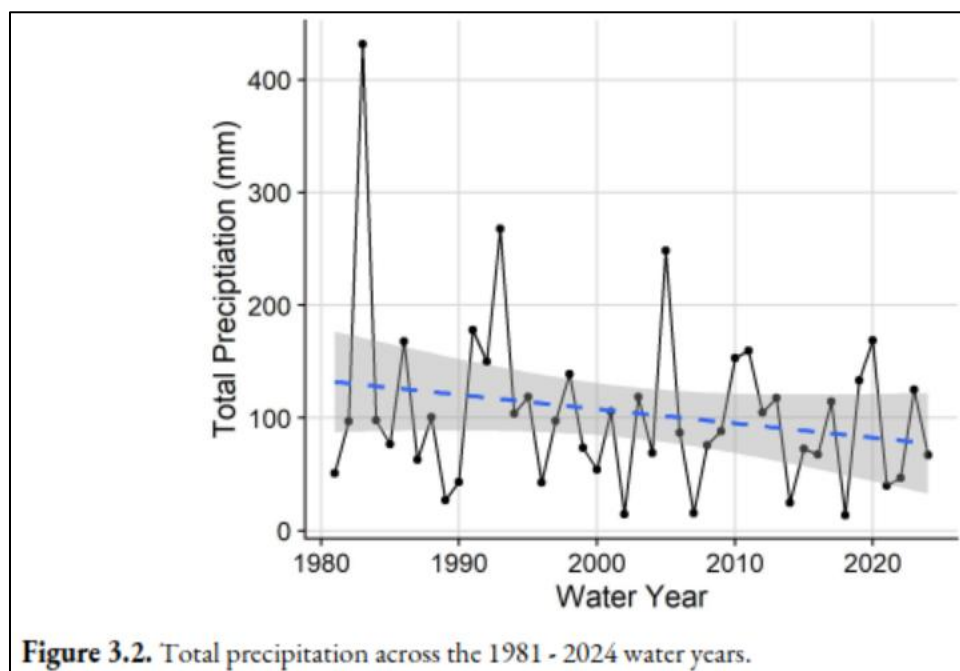 400
300
200
100
0
Total Preciptiation (mm)
1980 1990 2000 2010 2020
Water Year
Figure 3.2. Total precipitation across the 1981 - 2024 water years.